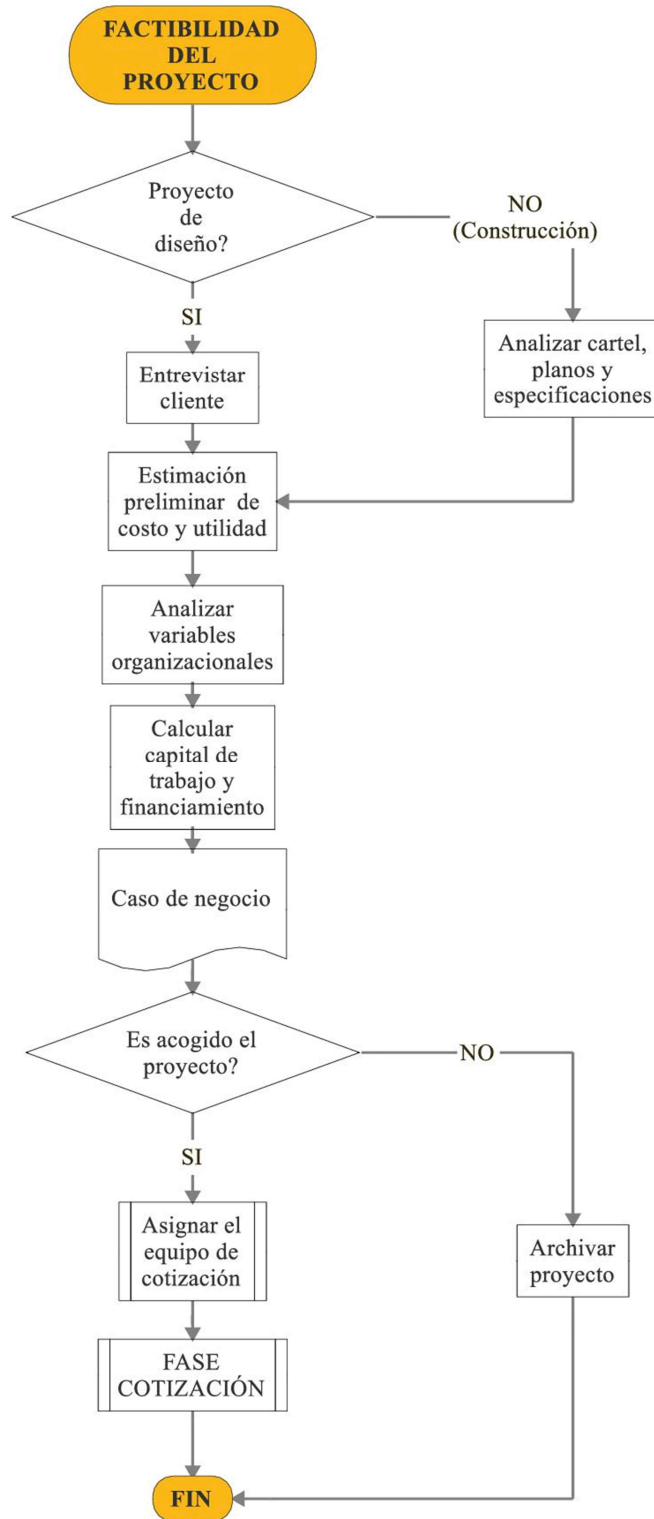 FACTIBILIDAD
DEL
PROYECTO
Proyecto
de
diseño?
NO
(Construcción)
SI
Analizar cartel,
planos y
especificaciones
Entrevistar
cliente
Estimación
preliminar de
costo y utilidad
Analizar
variables
organizacionales
Calcular
capital de
trabajo y
financiamiento
Caso de negocio
Es acogido el
proyecto?
NO
SI
Asignar el
equipo de
cotización
Archivar
proyecto
FASE
COTIZACIÓN
FIN